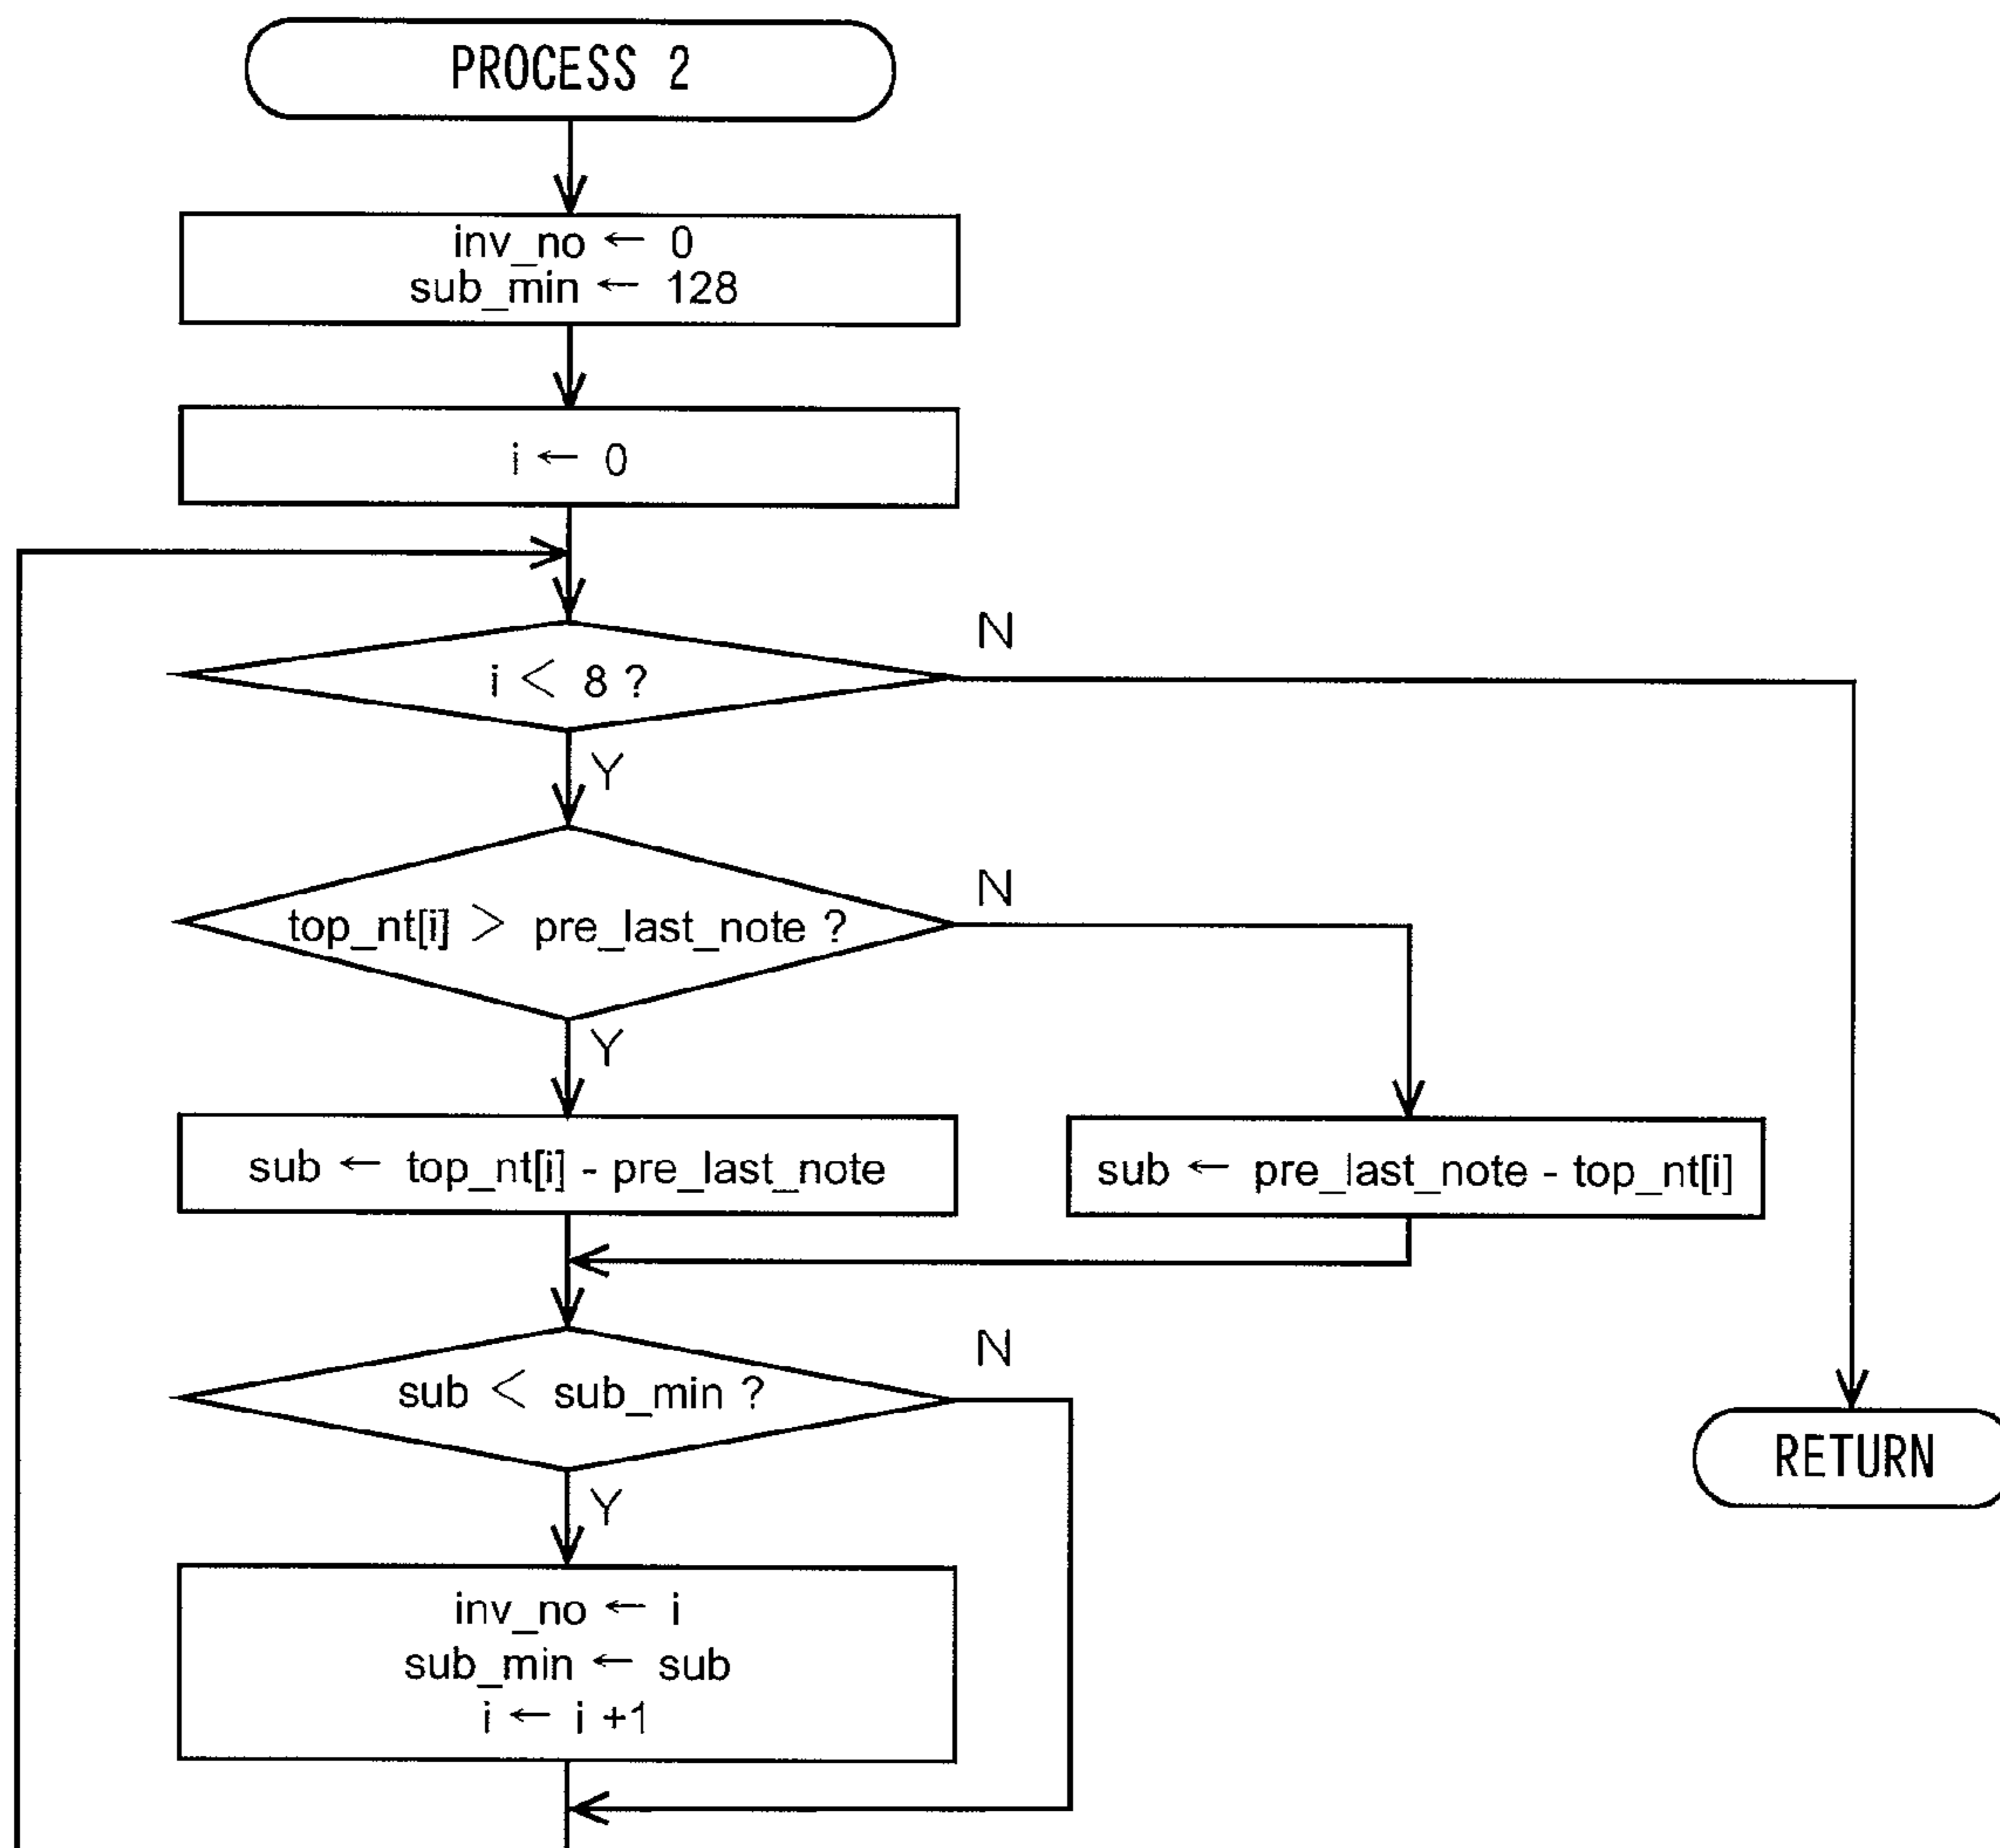 PROCESS 2
inv_no ← 0
sub_min ← 128
i ← 0
i < 8 ?
N
Y
top_nt[i] > pre_last_note ?
N
Y
sub ← top_nt[i] - pre_last_note
sub ← pre_last_note - top_nt[i]
sub < sub_min ?
N
Y
RETURN
inv_no ← i
sub_min ← sub
i ← i +1